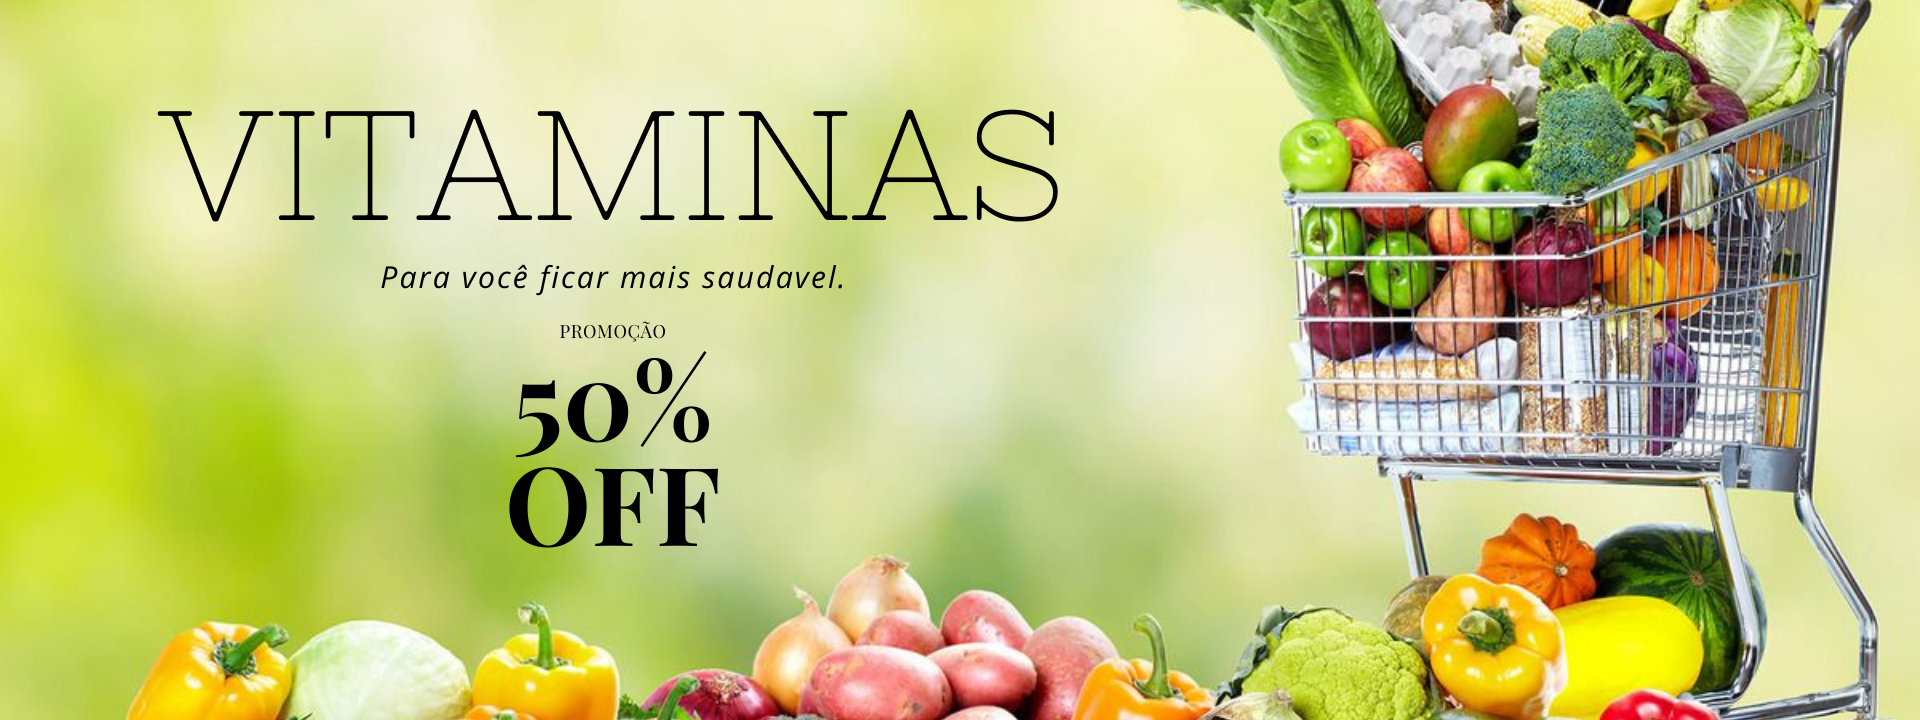 VITAMINAS
Para você ficar mais saudavel.
PROMOÇÃO
50%
OFF